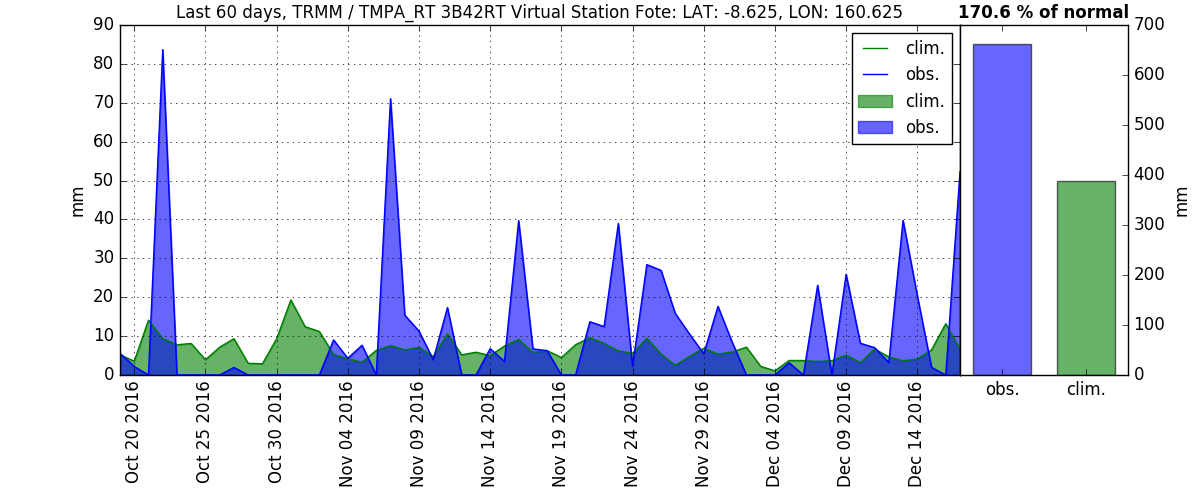 Last 60 days, TRMM / TMPA_RT 3B42RT Virtual Station Fote: LAT: -8.625, LON: 160.625
170.6 % of normal
90
80
70
60
50
40
30
20
10
0
mm
clim.
obs.
clim.
obs.
700
600
500
400
300
200
100
0
mm
Oct 20 2016
Oct 25 2016
Oct 30 2016
Nov 04 2016
Nov 09 2016
Nov 14 2016
Nov 19 2016
Nov 24 2016
Nov 29 2016
Dec 04 2016
Dec 09 2016
Dec 14 2016
obs.
clim.